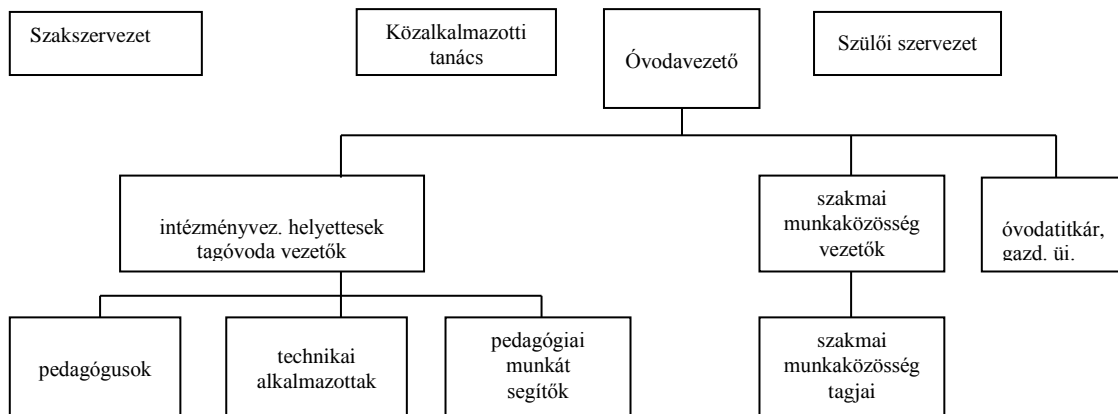 Szakszervezet
Közalkalmazotti
tanács
Óvodavezető
Szülői szervezet
intézményvez. helyettesek
tagóvoda vezetők
szakmai
munkaközösség
vezetők
óvodatitkár,
gazd. üi.
pedagógusok
technikai
alkalmazottak
pedagógiai
munkát
segítők
szakmai
munkaközösség
tagjai